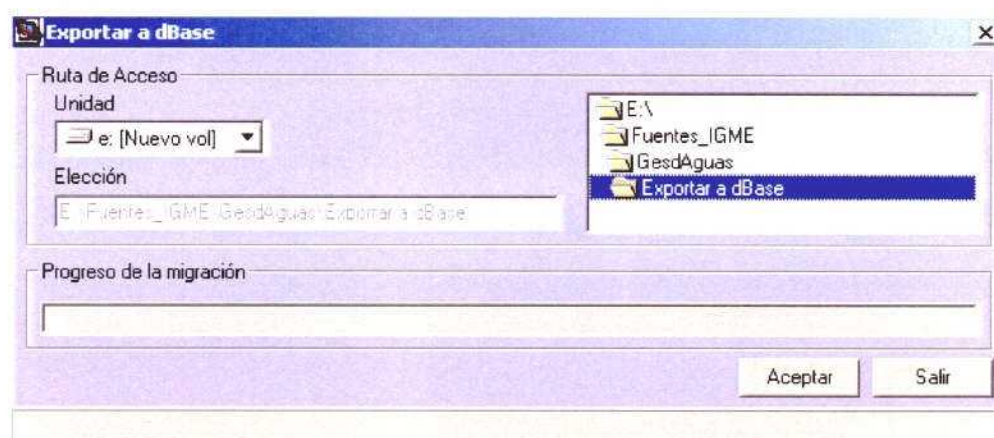 Exportar a dBase
Ruta de Acceso
Unidad
e: [Nuevo vol]
Elección
E:\Fuentes_IGME\GesdAguas\Exportar a dBase
E:\
Fuentes_IGME
GesdAguas
Exportar a dBase
Progreso de la migración
Aceptar
Salir